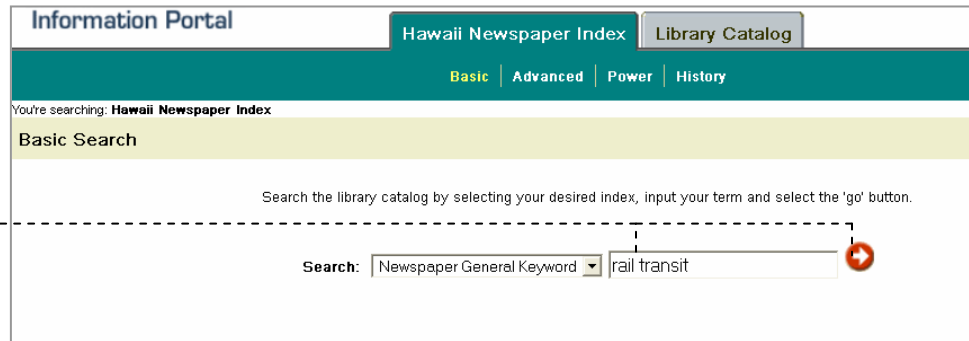 Information Portal
Hawaii Newspaper Index Library Catalog
Basic Advanced Power History
You're searching: Hawaii Newspaper Index
Basic Search
Search the library catalog by selecting your desired index, input your term and select the 'go' button.
Search: Newspaper General Keyword rail transit